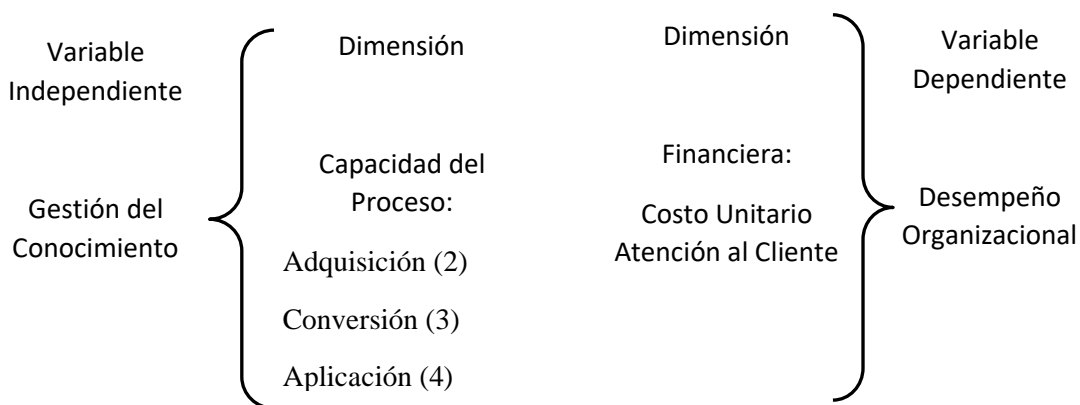 Variable
Independiente
Gestión del
Conocimiento
Dimensión
Capacidad del
Proceso:
Adquisición (2)
Conversión (3)
Aplicación (4)
Dimensión
Financiera:
Costo Unitario
Atención al Cliente
Variable
Dependiente
Desempeño
Organizacional